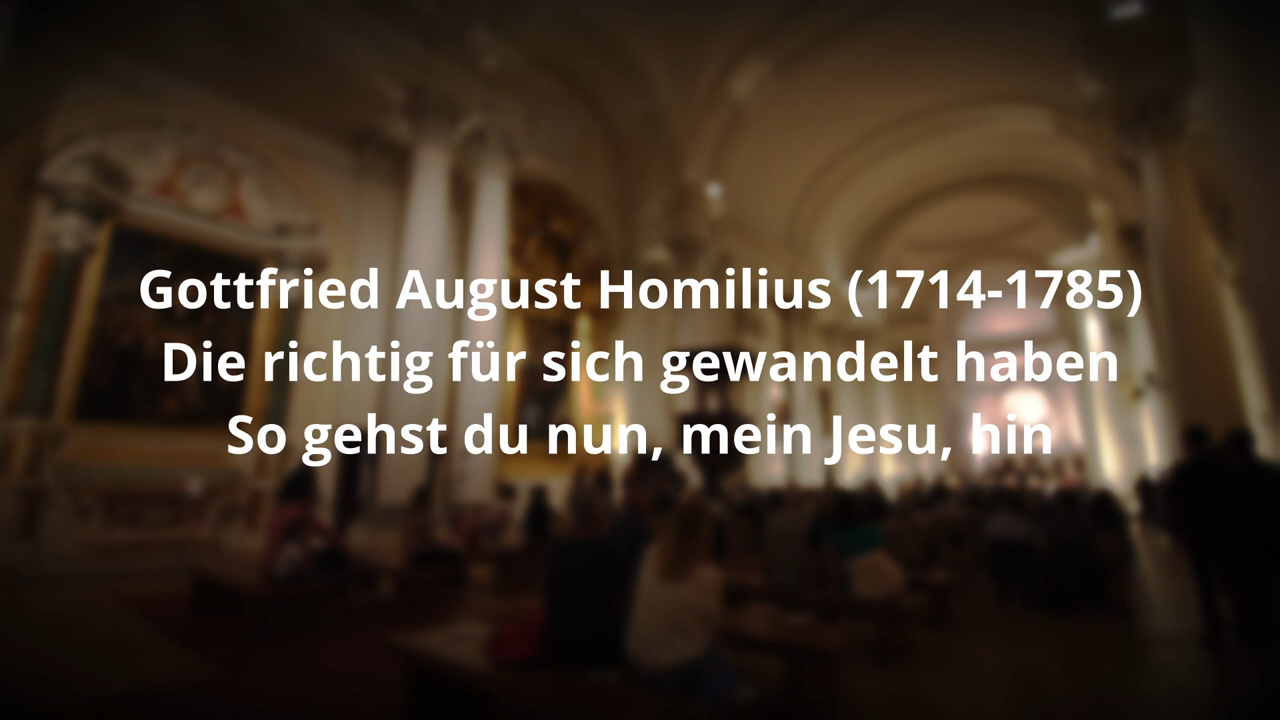 Gottfried August Homilius (1714-1785)
Die richtig für sich gewandelt haben
So gehst du nun, mein Jesu, hin